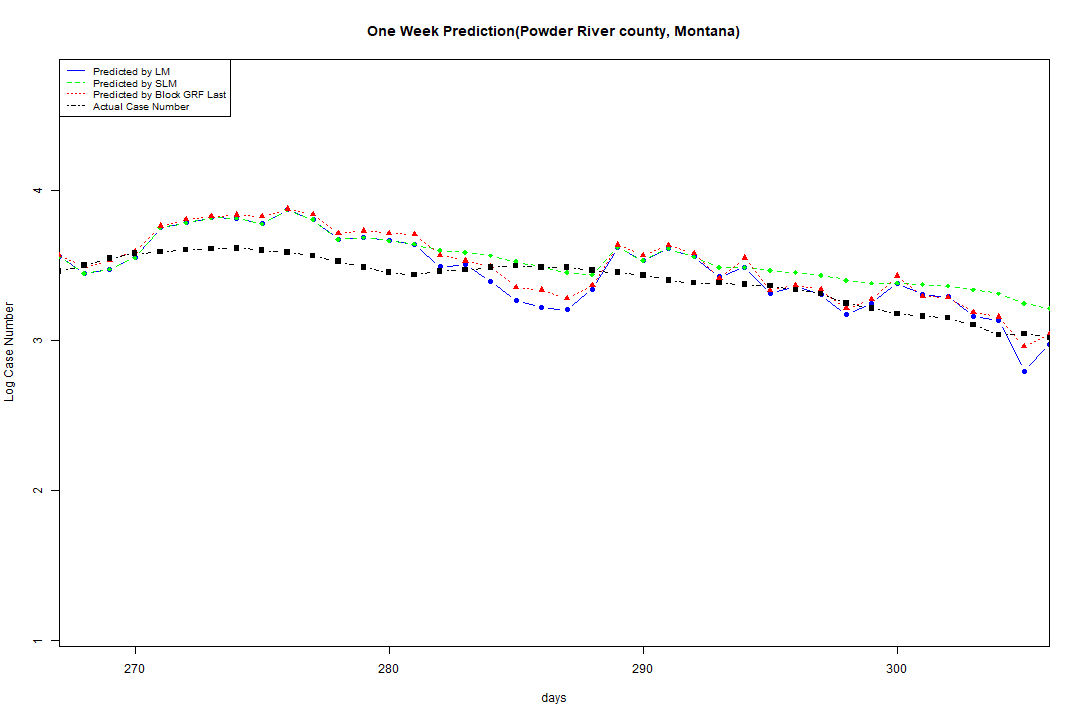 One Week Prediction(Powder River county, Montana)
Predicted by LM
Predicted by SLM
Predicted by Block GRF Last
Actual Case Number
4
3
2
1
Log Case Number
270 280 290 300
days